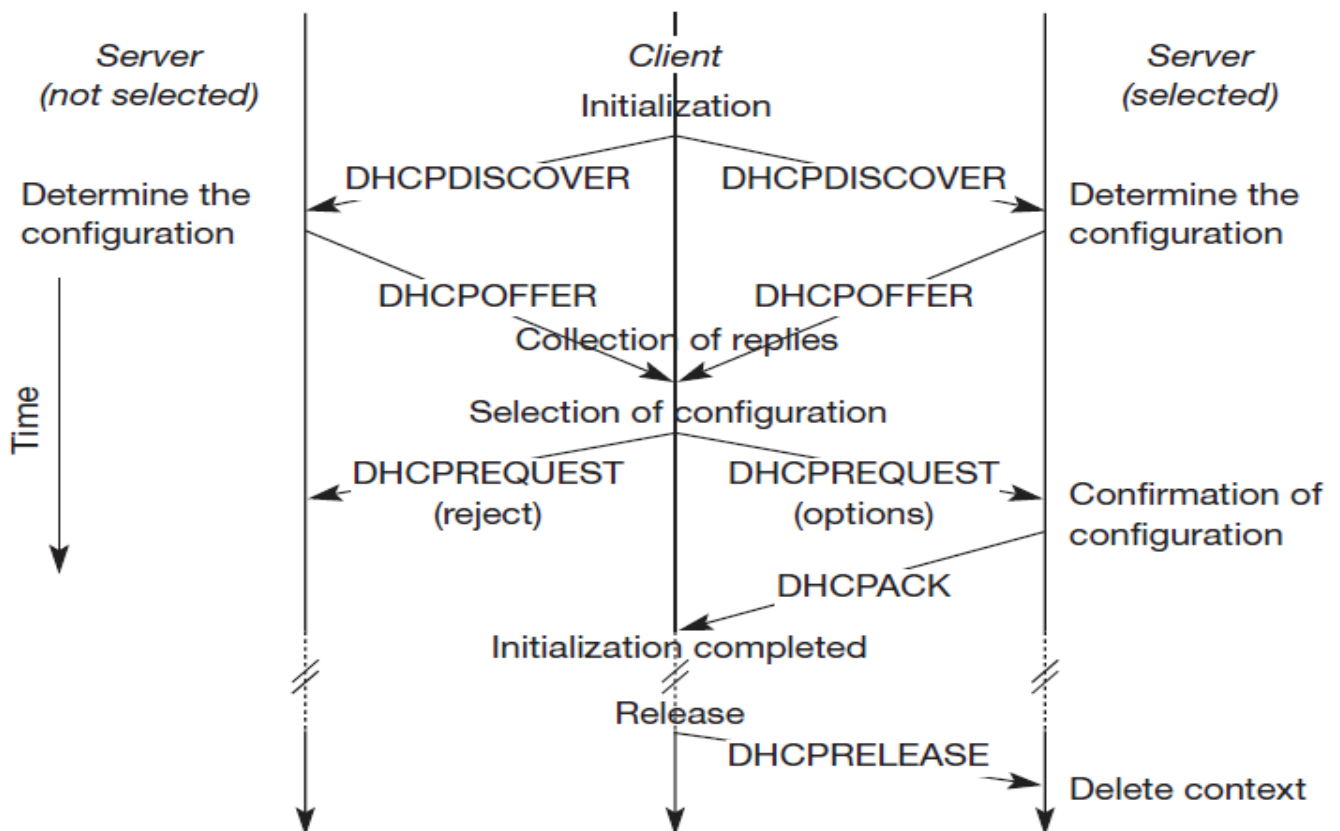 Server
(not selected)
Client
Server
(selected)
Initialization
DHCPDISCOVER
DHCPDISCOVER
Determine the
configuration
Determine the
configuration
DHCPOFFER
DHCPOFFER
Collection of replies
Time
Selection of configuration
DHCPREQUEST
(reject)
DHCPREQUEST
(options)
Confirmation of
configuration
DHCPACK
Initialization completed
Release
DHCPRELEASE
Delete context